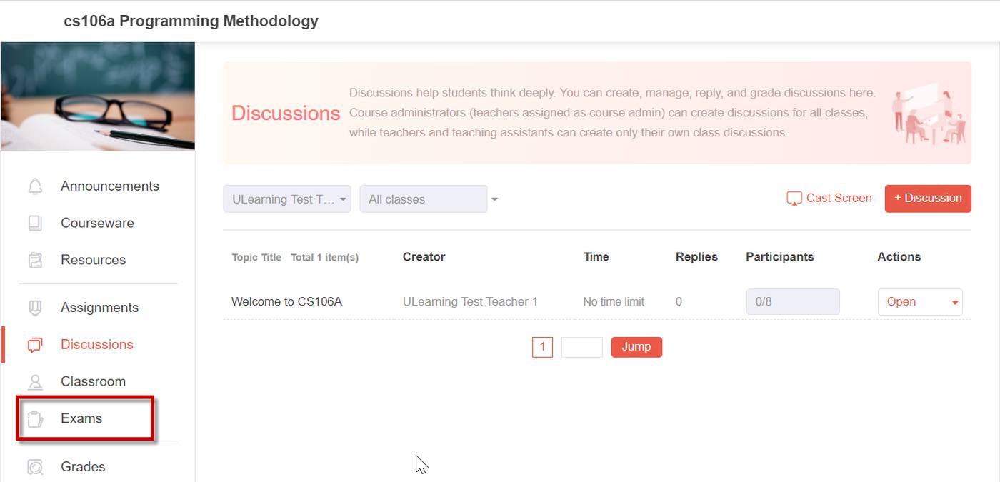 cs106a Programming Methodology
Announcements
Courseware
Resources
Assignments
Discussions
Classroom
Exams
Grades
Discussions
Discussions help students think deeply. You can create, manage, reply, and grade discussions here.
Course administrators (teachers assigned as course admin) can create discussions for all classes,
while teachers and teaching assistants can create only their own class discussions.
ULearning Test T... All classes Cast Screen + Discussion
Topic Title Total 1 item(s) Creator Time Replies Participants Actions
Welcome to CS106A ULearning Test Teacher 1 No time limit 0 0/8 Open
1 Jump